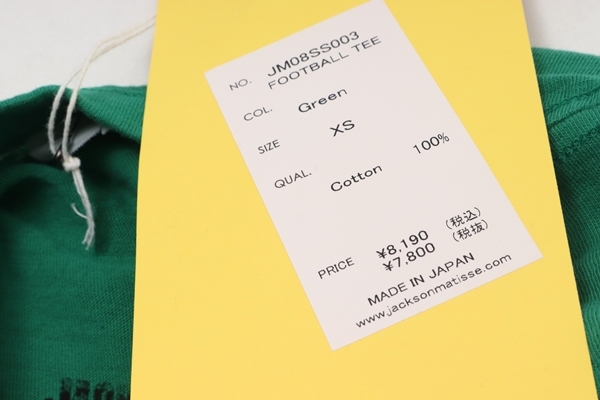 NO. JM08SS003
FOOTBALL TEE
COL. Green
SIZE XS
QUAL. Cotton 100%
PRICE ¥8,190 (税込)
¥7,800 (税抜)
MADE IN JAPAN
www.jacksonmatisse.com